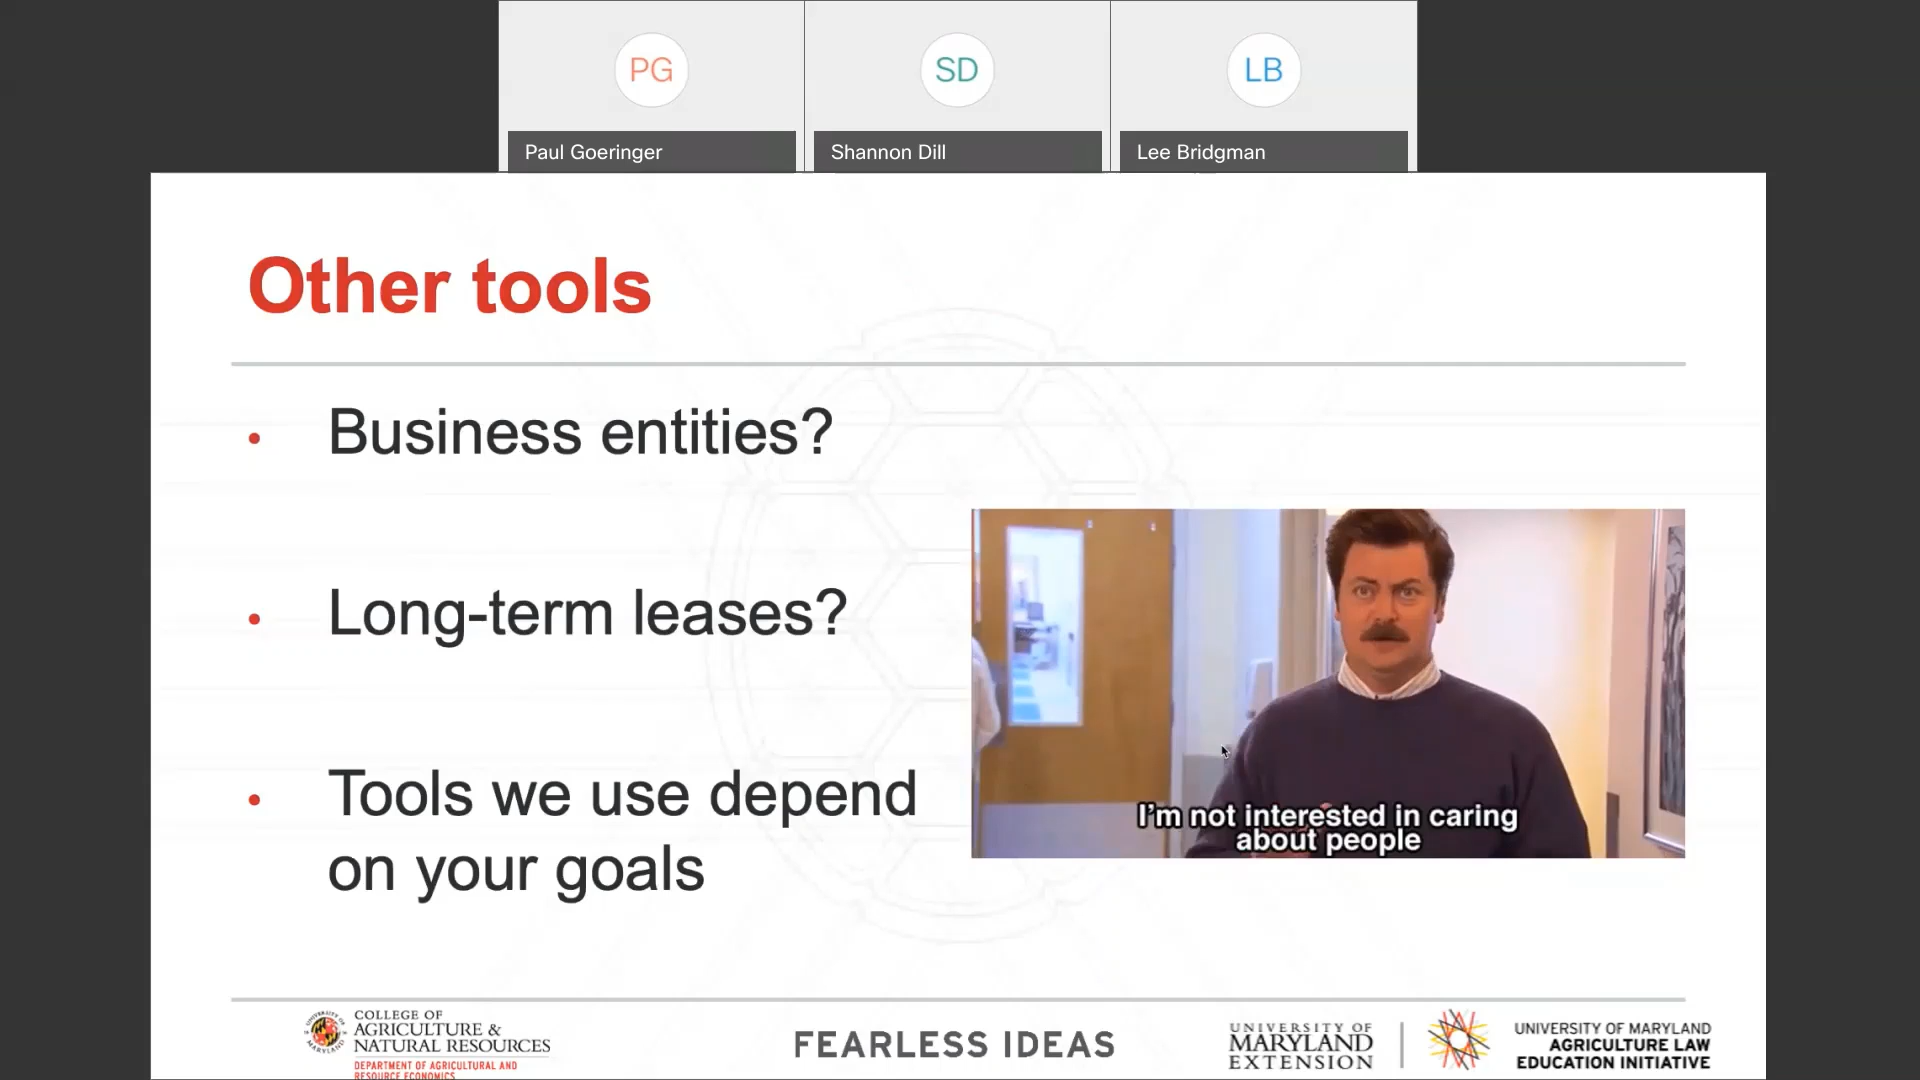 PG
SD
LB
Paul Goeringer
Shannon Dill
Lee Bridgman
Other tools
• Business entities?
• Long-term leases?
• Tools we use depend
on your goals
I'm not interested in caring
about people
UNIVERSITY OF
MARYLAND
COLLEGE OF
AGRICULTURE &
NATURAL RESOURCES
DEPARTMENT OF AGRICULTURAL AND
RESOURCE ECONOMICS
FEARLESS IDEAS
UNIVERSITY OF
MARYLAND
EXTENSION
UNIVERSITY OF MARYLAND
AGRICULTURE LAW
EDUCATION INITIATIVE